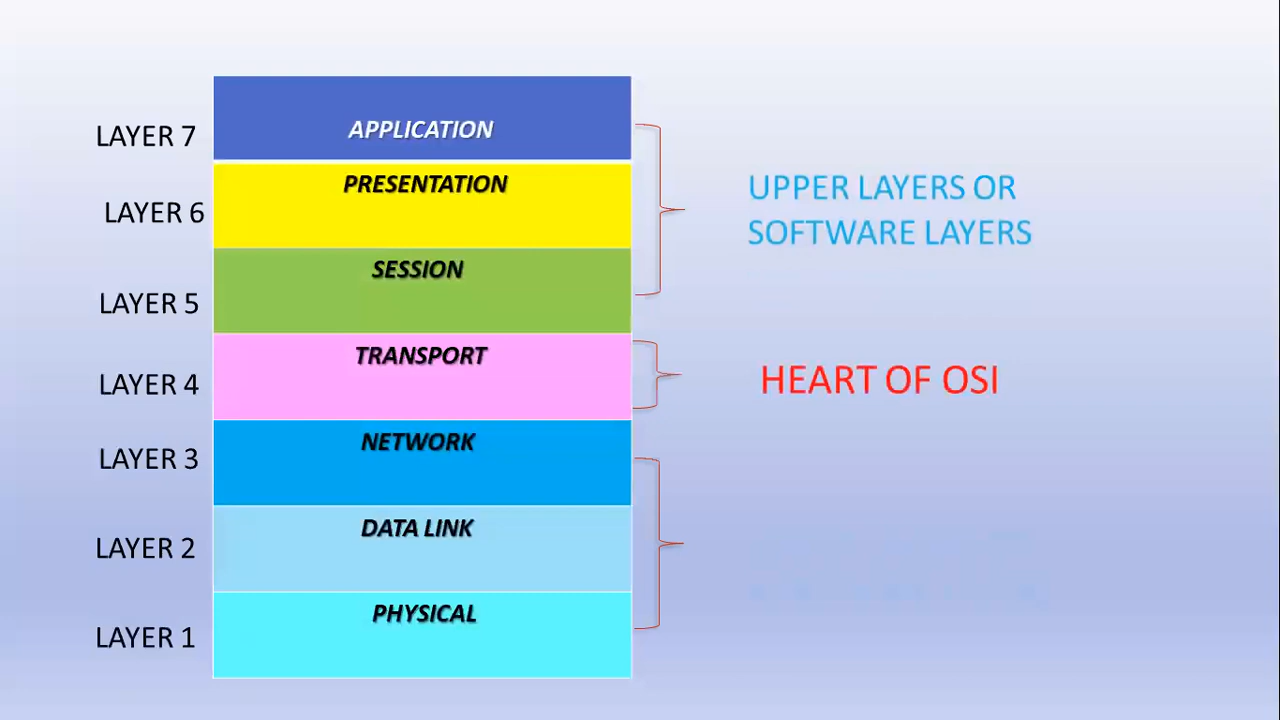 LAYER 7
APPLICATION
PRESENTATION
LAYER 6
UPPER LAYERS OR
SOFTWARE LAYERS
SESSION
LAYER 5
TRANSPORT
LAYER 4
HEART OF OSI
NETWORK
LAYER 3
DATA LINK
LAYER 2
PHYSICAL
LAYER 1